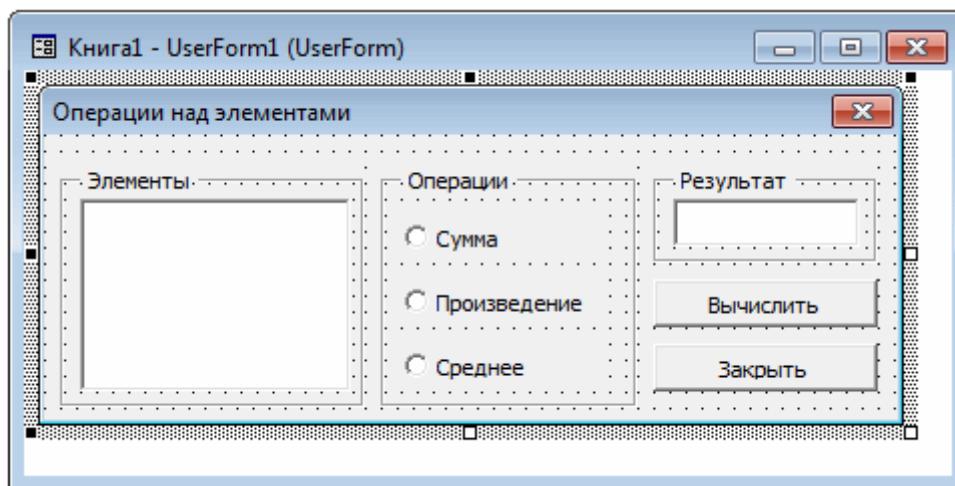 Книга1 - UserForm1 (UserForm)
Операции над элементами
Элементы
Операции
Сумма
Произведение
Среднее
Результат
Вычислить
Закрыть